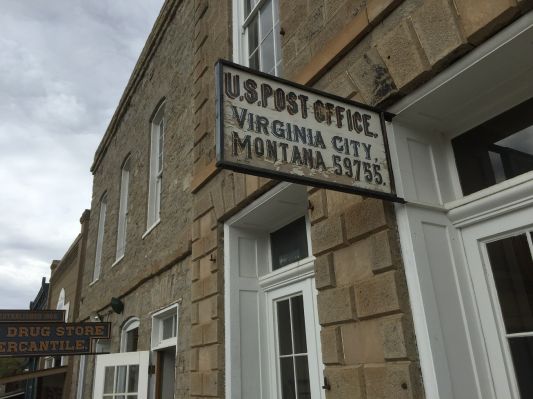 U.S. POST OFFICE.
VIRGINIA CITY,
MONTANA 59755.
DRUG STORE
ERCANTILE.